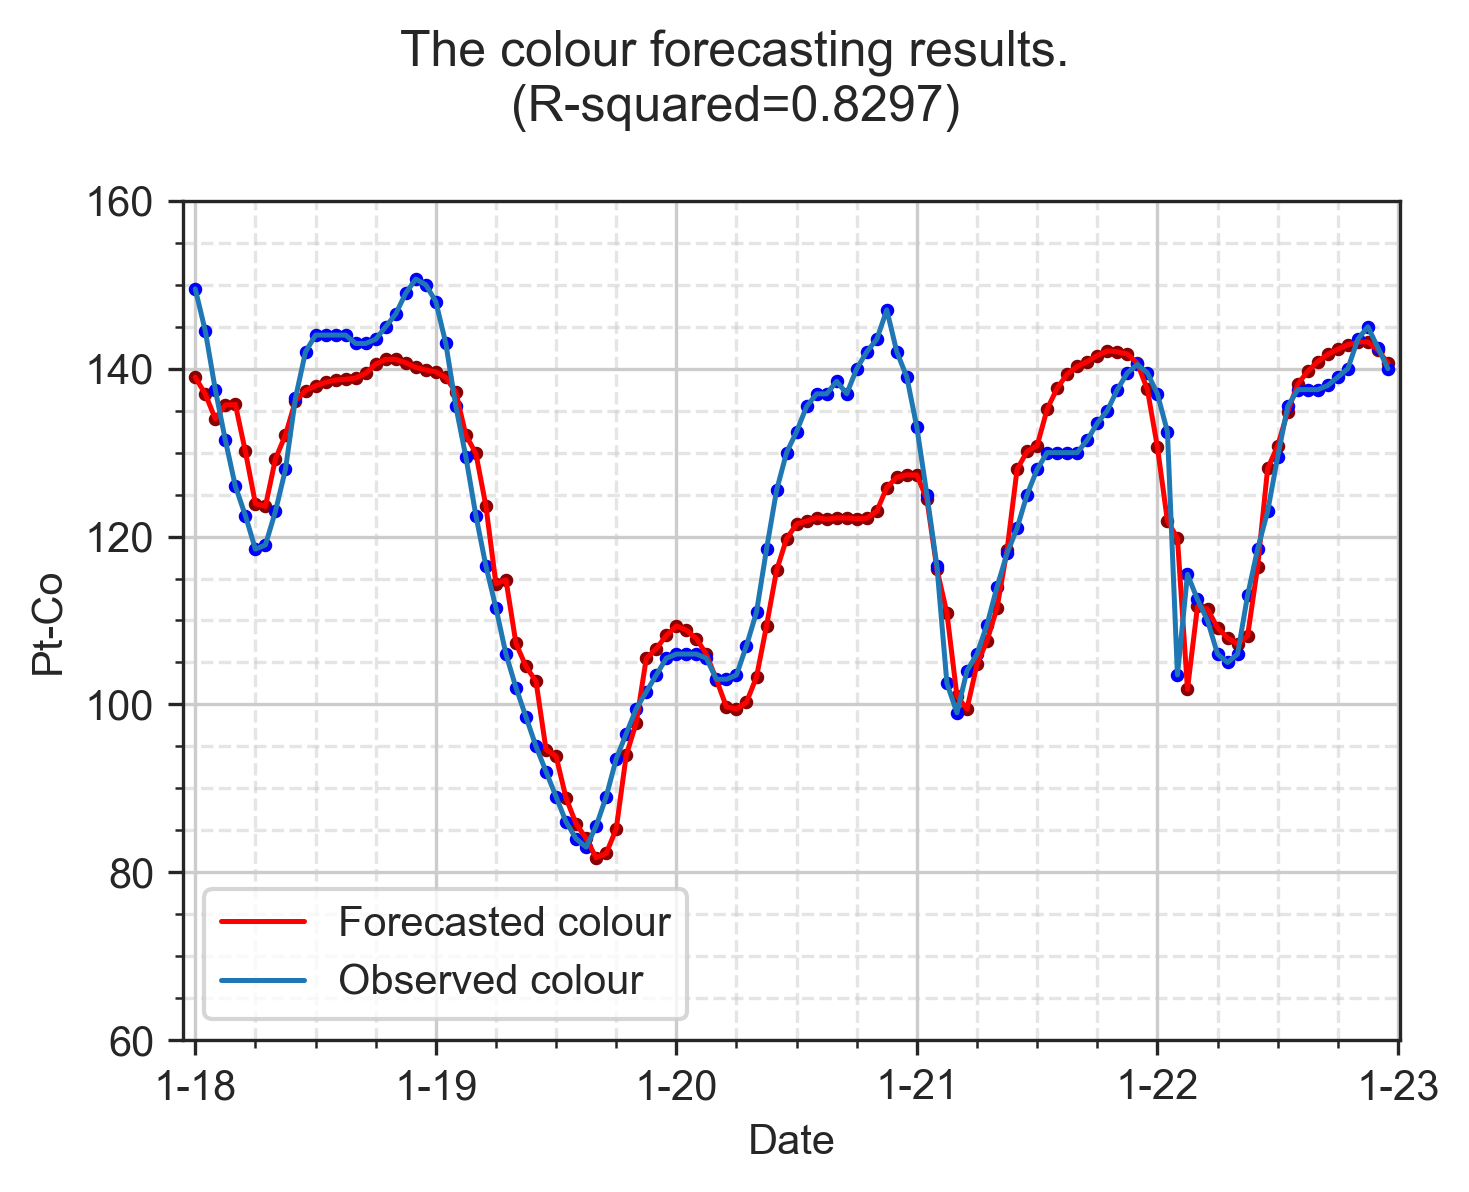 The colour forecasting results.
(R-squared=0.8297)
160
140
120
100
80
60
Pt-Co
Forecasted colour
Observed colour
1-18 1-19 1-20 1-21 1-22 1-23
Date